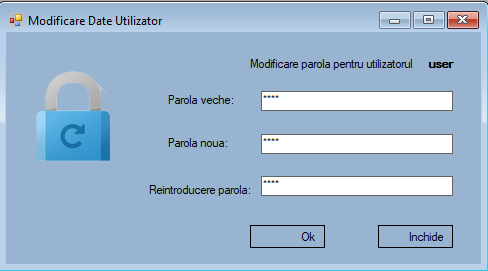 Modificare Date Utilizator
Modificare parola pentru utilizatorul user
Parola veche: ****
Parola noua: ****
Reintroducere parola: ****
Ok Inchide